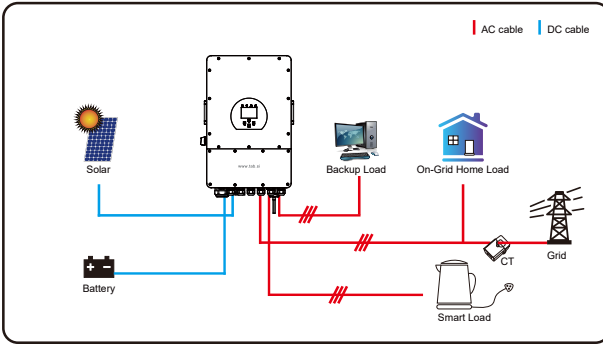 AC cable
DC cable
Solar
Backup Load
On-Grid Home Load
CT
Grid
Battery
Smart Load